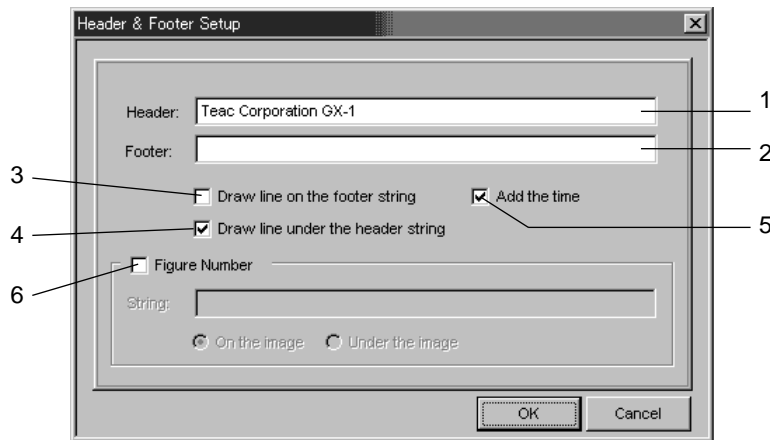 Header & Footer Setup
Header: Teac Corporation GX-1 1
Footer: 2
3 Draw line on the footer string Add the time
4 Draw line under the header string 5
6 Figure Number
String:
On the image Under the image
OK Cancel